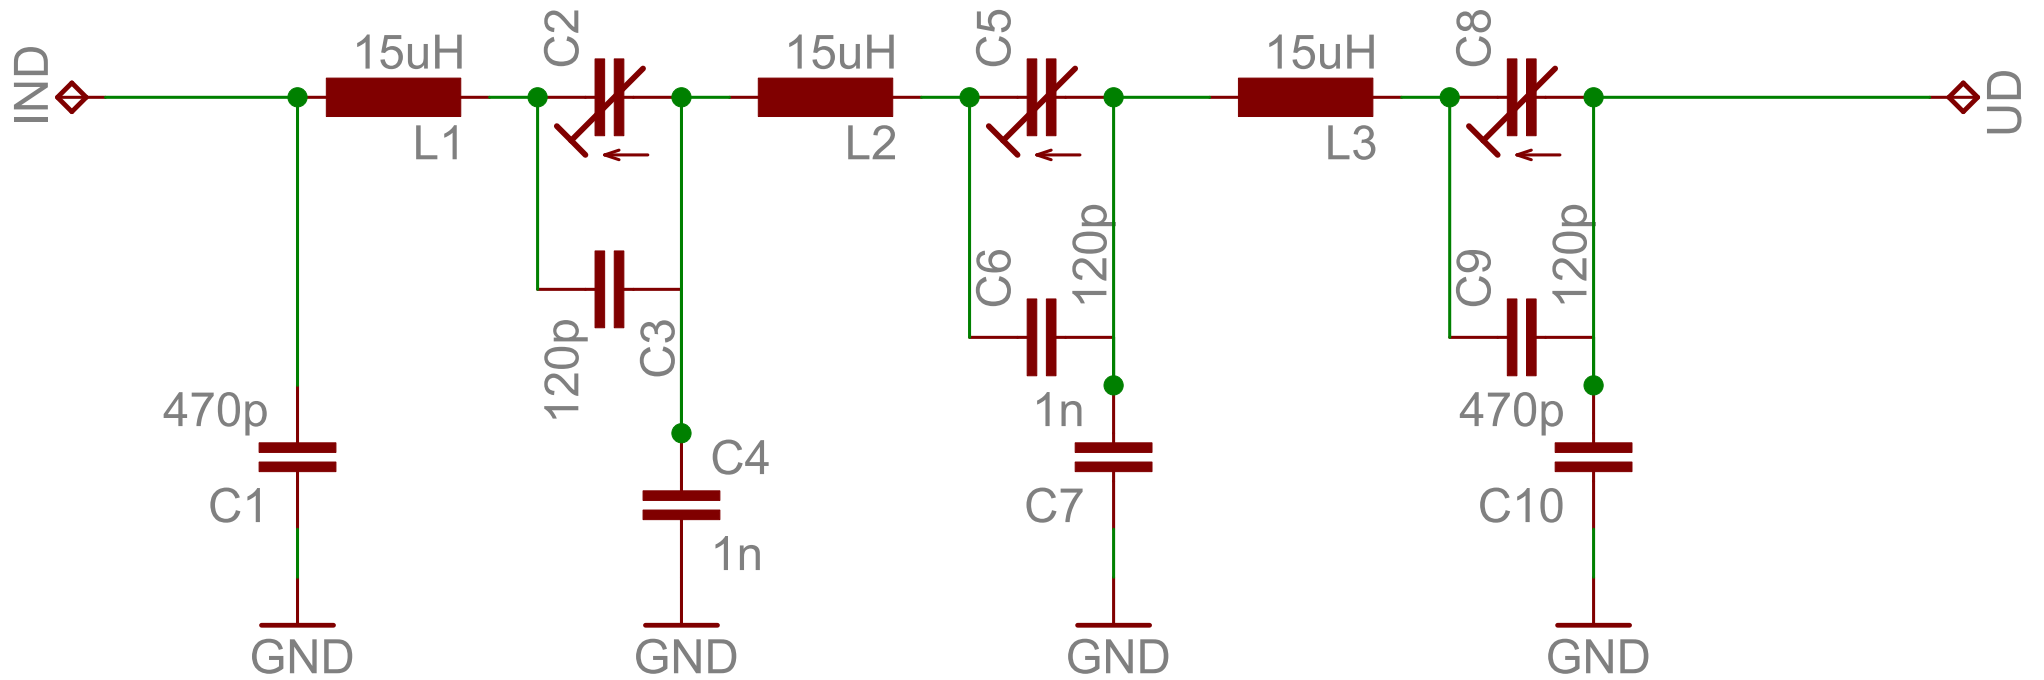 IND
15uH
L1
C2
120p
C3
15uH
L2
C5
C6
120p
15uH
L3
C8
C9
120p
UD
470p
C1
C4
1n
1n
C7
470p
C10
GND
GND
GND
GND